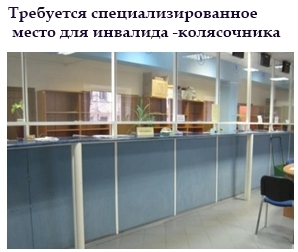 Требуется специализированное
место для инвалида -колясочника